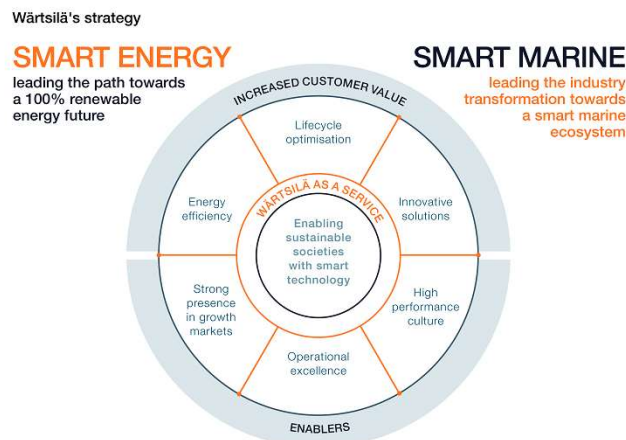 Wärtsilä's strategy
SMART ENERGY
leading the path towards
a 100% renewable
energy future
SMART MARINE
leading the industry
transformation towards
a smart marine
ecosystem
INCREASED CUSTOMER VALUE
Lifecycle
optimisation
Energy
efficiency
Innovative
solutions
WÄRTSILÄ AS A SERVICE
Enabling
sustainable
societies
with smart
technology
Strong
presence
in growth
markets
High
performance
culture
Operational
excellence
ENABLERS